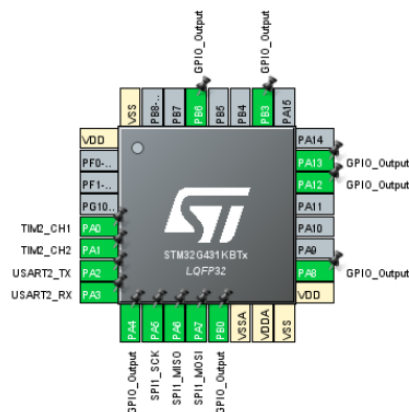 GPIO_Output
GPIO_Output
VSS
PB8-..
PB7
PB6
PB5
PB4
PB3
PA15
VDD
PF0-..
PF1-..
PG10..
TIM2_CH1
PA0
TIM2_CH2
PA1
USART2_TX
PA2
USART2_RX
PA3
PA14
PA13
GPIO_Output
PA12
GPIO_Output
PA11
PA10
PA9
PA8
GPIO_Output
VDD
ST
STM32G431KBTx
LQFP32
PA4
PA5
PA6
PA7
PB0
VSSA
VDDA
VSS
GPIO_Output
SPI1_SCK
SPI1_MISO
SPI1_MOSI
GPIO_Output